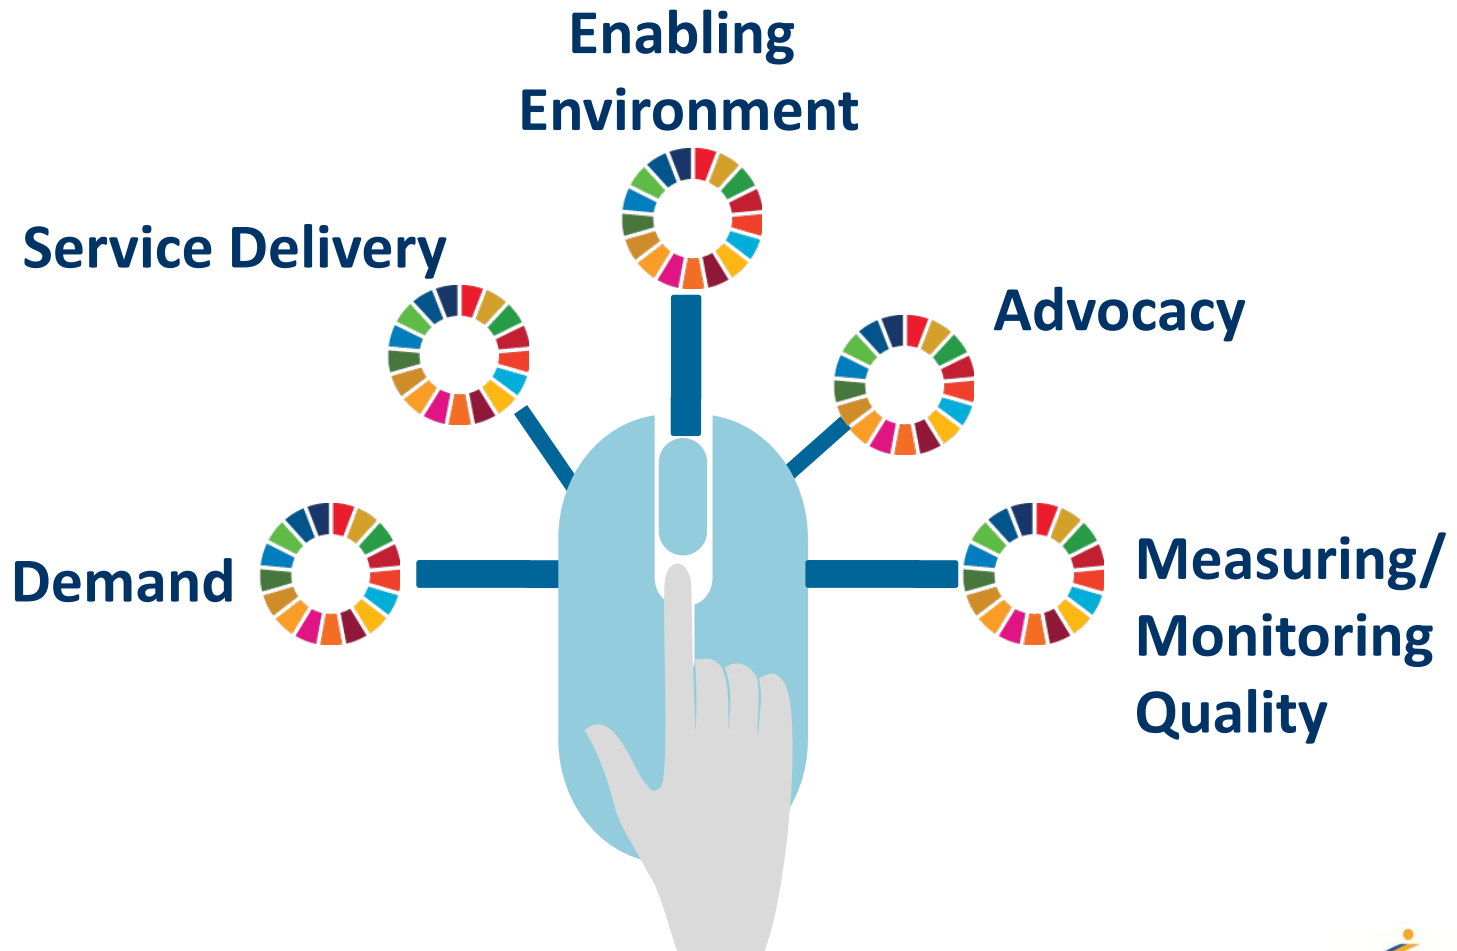 Enabling
Environment
Service Delivery
Advocacy
Demand
Measuring/
Monitoring
Quality